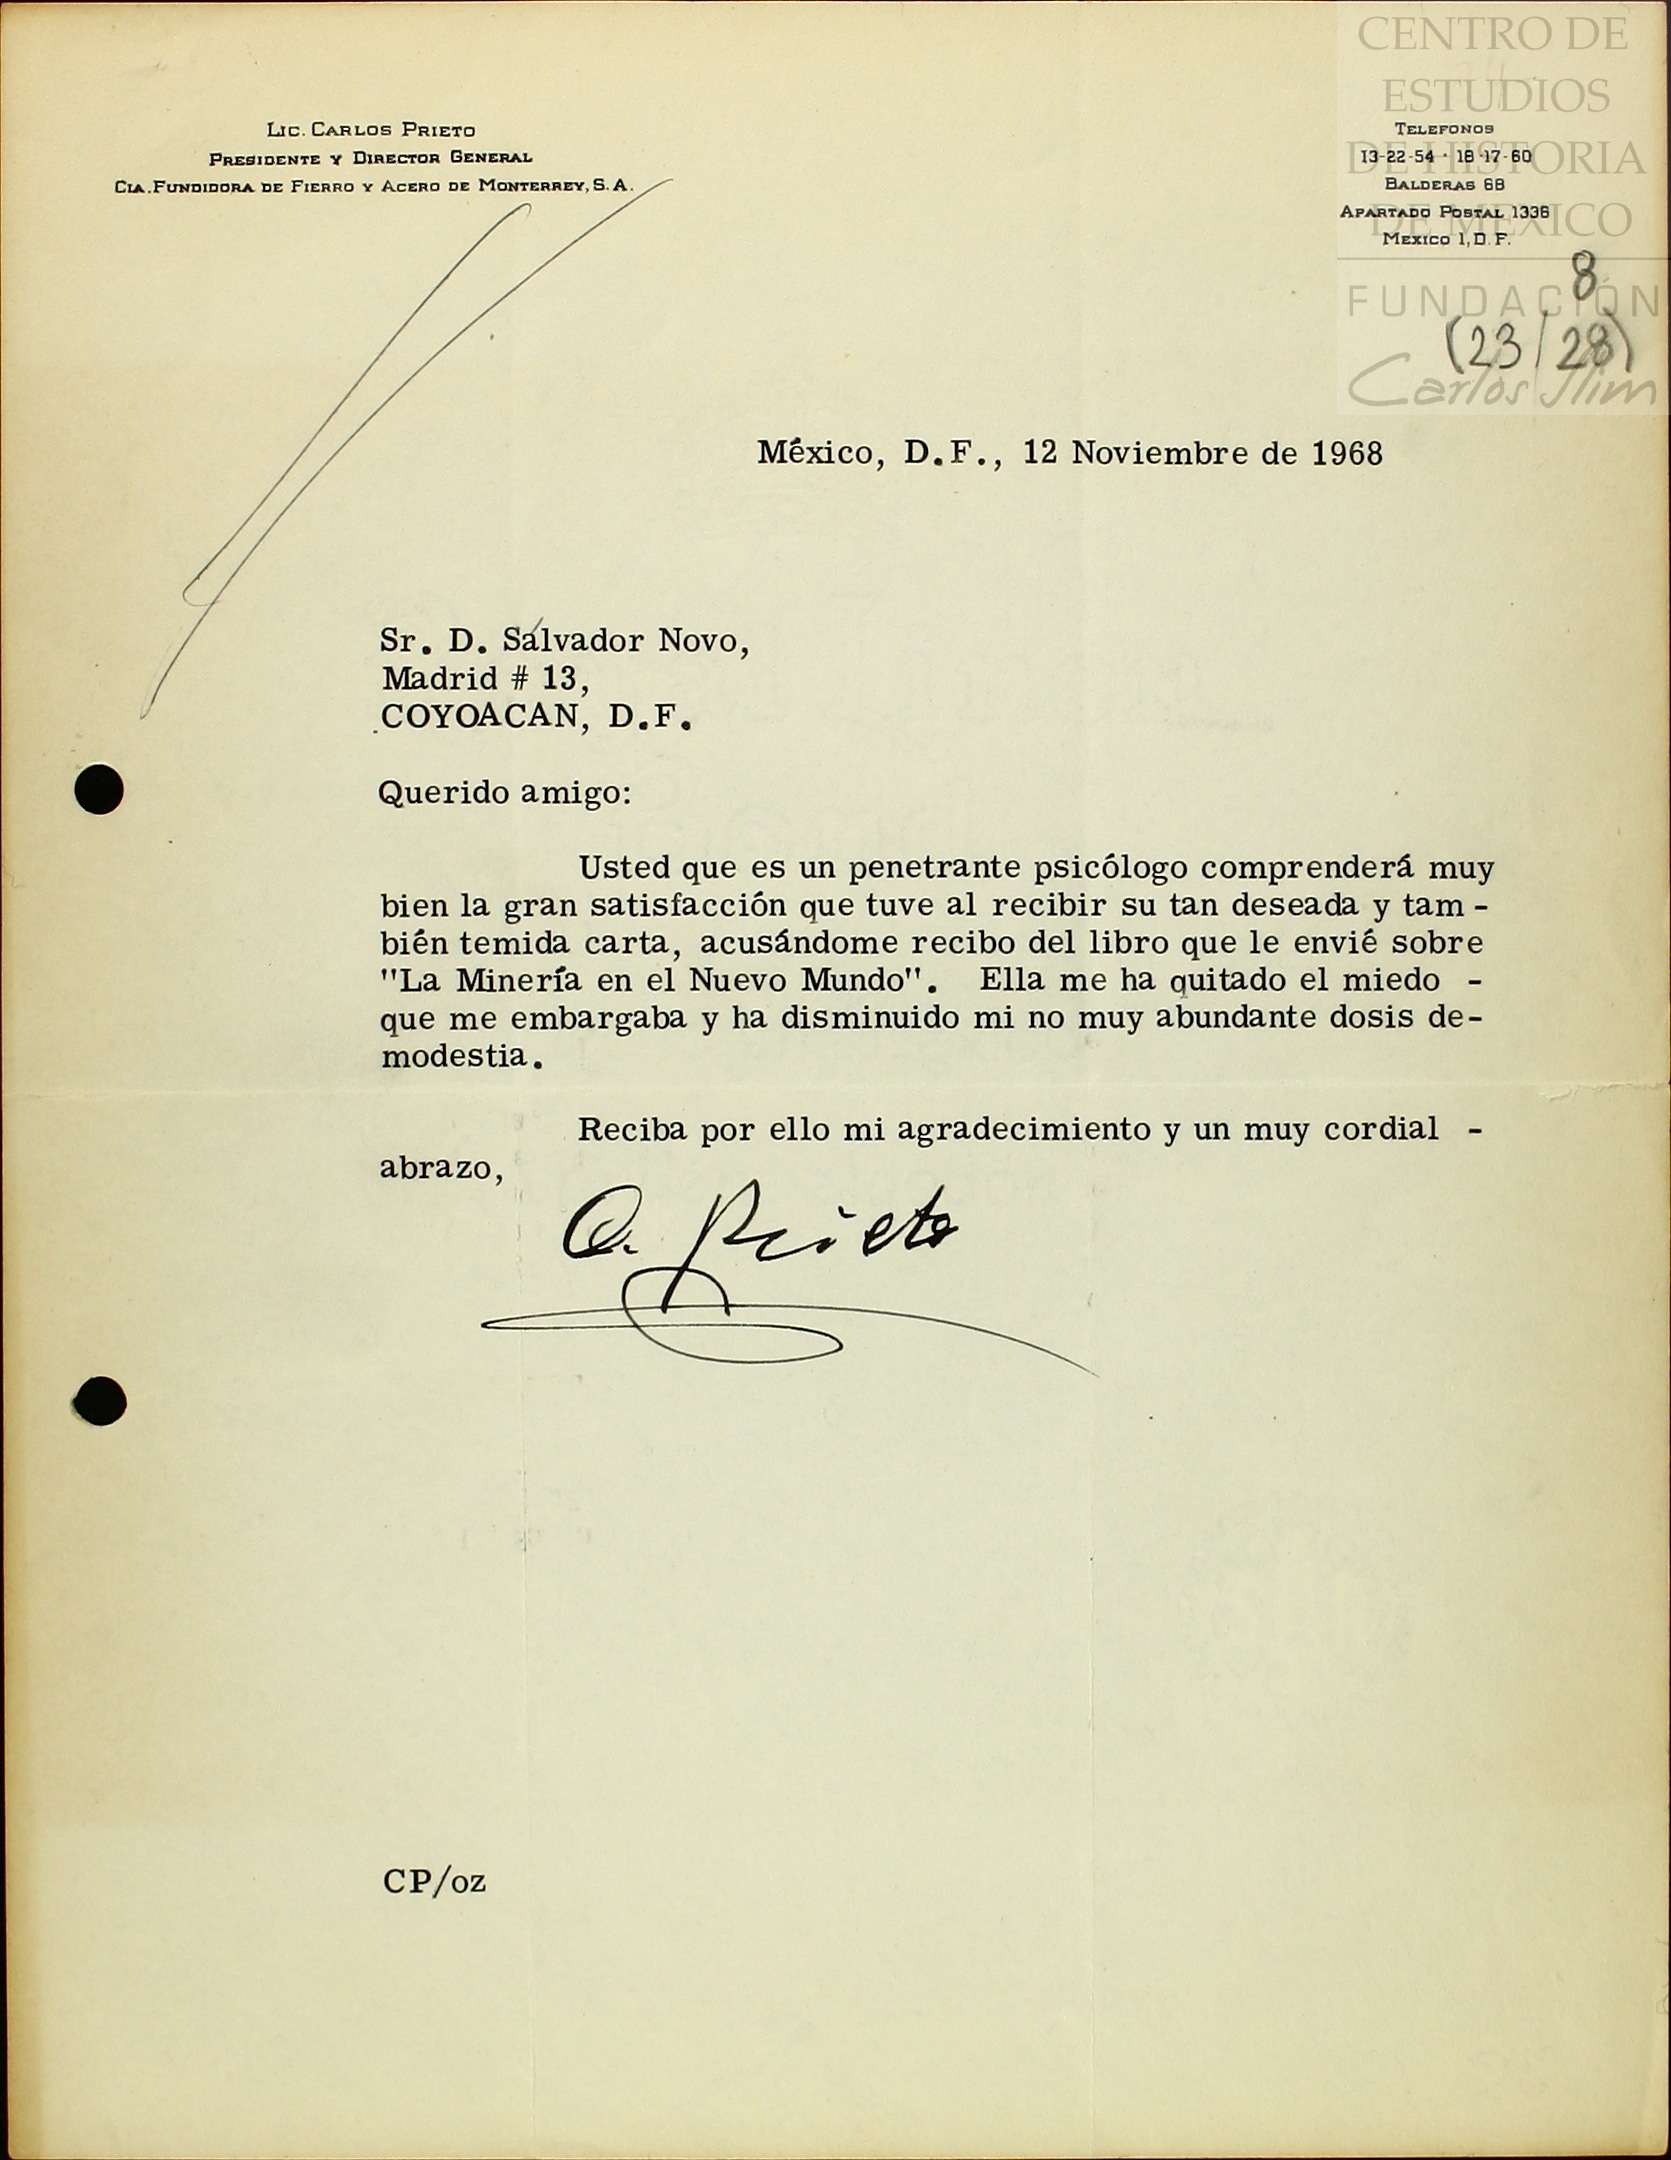 LIC. CARLOS PRIETO
PRESIDENTE Y DIRECTOR GENERAL
CIA. FUNDIDORA DE FIERRO Y ACERO DE MONTERREY, S. A.
CENTRO DE
ESTUDIOS
DE HISTORIA
DE MEXICO
FUNDACIÓN
Carlos Slim
TELEFONOS
13-22-54 · 18-17-60
BALDERAS 68
APARTADO POSTAL 1336
MEXICO 1, D. F.
8
(23/28)
México, D.F., 12 Noviembre de 1968
Sr. D. Salvador Novo,
Madrid # 13,
COYOACAN, D.F.
Querido amigo:
Usted que es un penetrante psicólogo comprenderá muy
bien la gran satisfacción que tuve al recibir su tan deseada y tam -
bién temida carta, acusándome recibo del libro que le envié sobre
"La Minería en el Nuevo Mundo". Ella me ha quitado el miedo -
que me embargaba y ha disminuido mi no muy abundante dosis de-
modestia.
Reciba por ello mi agradecimiento y un muy cordial -
abrazo,
C. Prieto
CP/oz